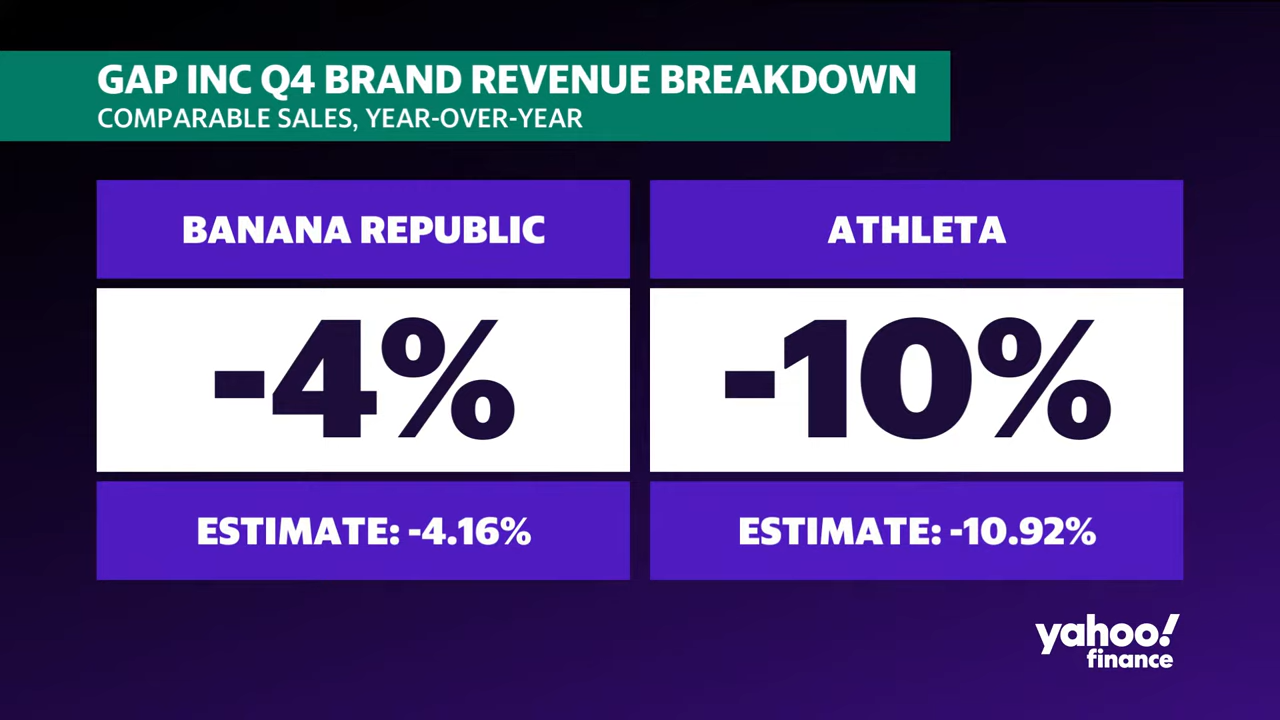 GAP INC Q4 BRAND REVENUE BREAKDOWN
COMPARABLE SALES, YEAR-OVER-YEAR
BANANA REPUBLIC
-4%
ESTIMATE: -4.16%
ATHLETA
-10%
ESTIMATE: -10.92%
yahoo!
finance